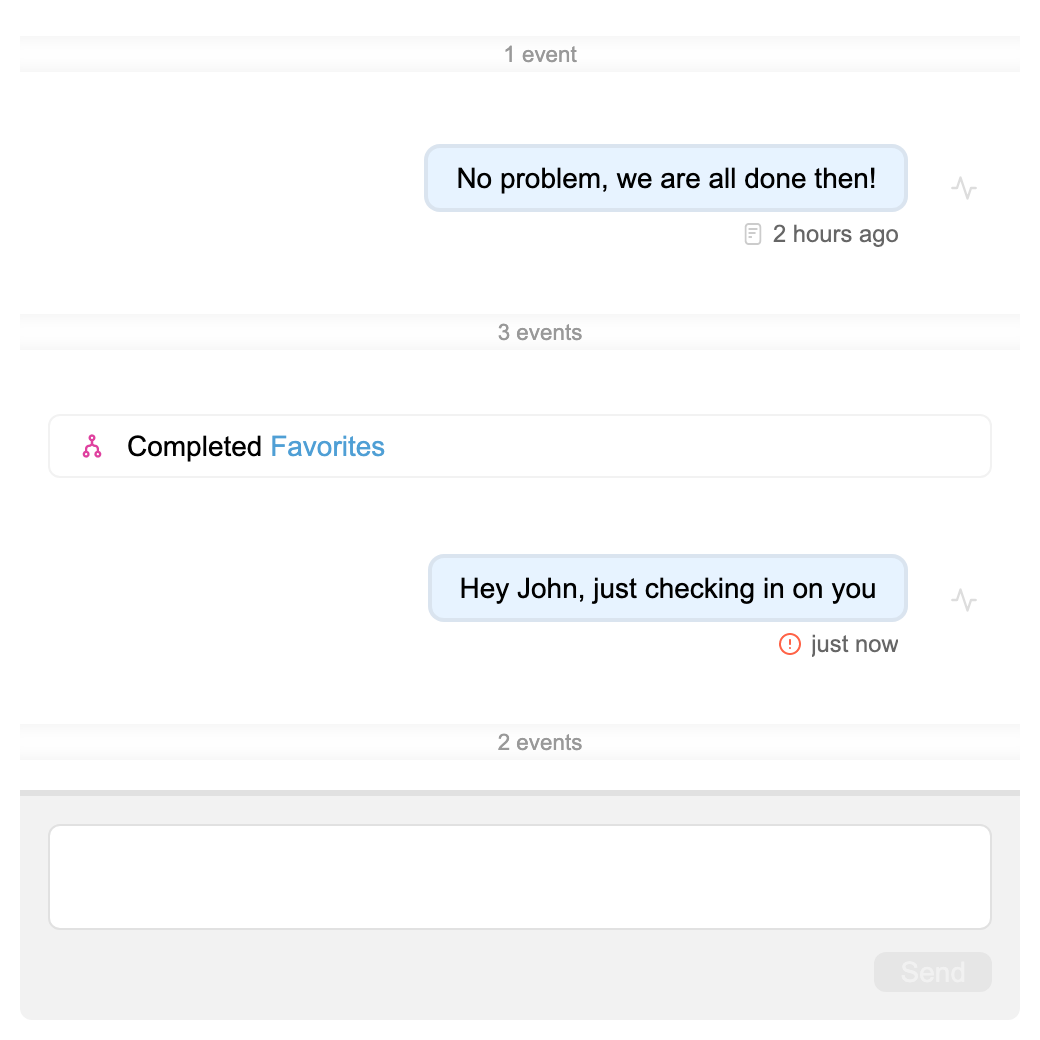 1 event
No problem, we are all done then!
2 hours ago
3 events
Completed Favorites
Hey John, just checking in on you
just now
2 events
Send